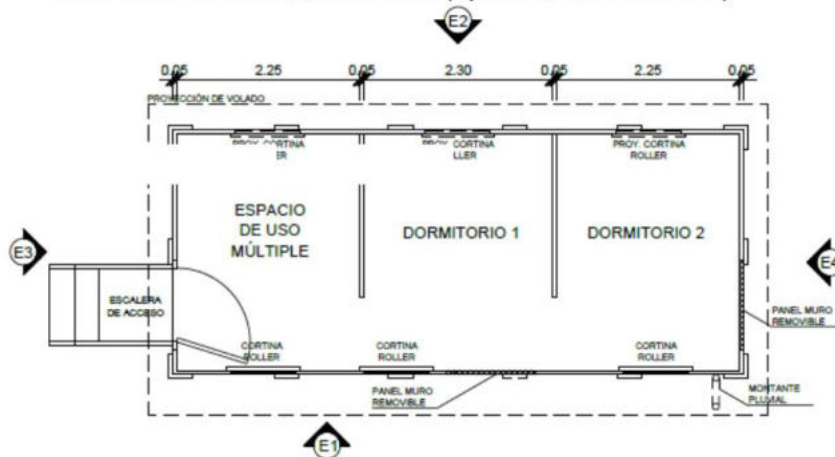 E2
0.05 2.25 0.05 2.30 0.05 2.25 0.05
PROYECCIÓN DE VOLADO
CORTINA
PROY. CORTINA
ROLLER
ESPACIO
DE USO
MÚLTIPLE
DORMITORIO 1
DORMITORIO 2
E3
E4
ESCALERA
DE ACCESO
PANEL MURO
REMOVIBLE
CORTINA
ROLLER
CORTINA
ROLLER
CORTINA
ROLLER
PANEL MURO
REMOVIBLE
MONTANTE
PLUVIAL
E1